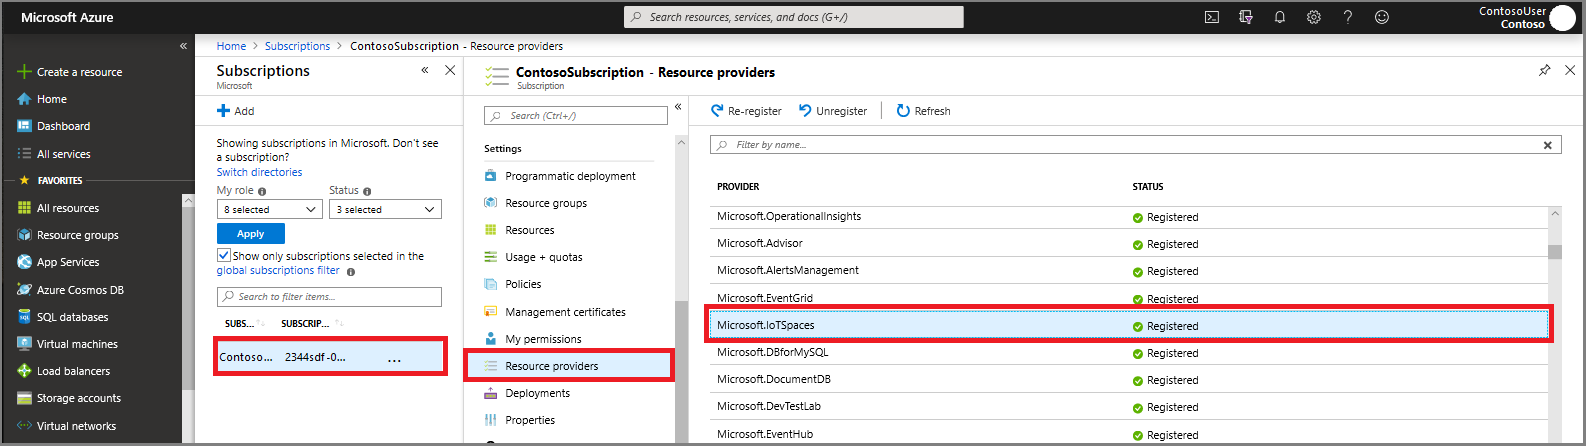 Microsoft Azure
Search resources, services, and docs (G+/)
ContosoUser
Contoso
Create a resource
Home
Dashboard
All services
FAVORITES
All resources
Resource groups
App Services
Azure Cosmos DB
SQL databases
Virtual machines
Load balancers
Storage accounts
Virtual networks
Home > Subscriptions > ContosoSubscription - Resource providers
Subscriptions
Microsoft
Add
Showing subscriptions in Microsoft. Don't see
a subscription?
Switch directories
My role
Status
8 selected
3 selected
Apply
Show only subscriptions selected in the
global subscriptions filter
Search to filter items...
SUBS...
SUBSCRIP...
Contoso...
2344sdf-0...
...
ContosoSubscription - Resource providers
Subscription
Search (Ctrl+/)
Settings
Programmatic deployment
Resource groups
Resources
Usage + quotas
Policies
Management certificates
My permissions
Resource providers
Deployments
Properties
Re-register
Unregister
Refresh
Filter by name...
PROVIDER STATUS
Microsoft.OperationalInsights Registered
Microsoft.Advisor Registered
Microsoft.AlertsManagement Registered
Microsoft.EventGrid Registered
Microsoft.IoTSpaces Registered
Microsoft.DBforMySQL Registered
Microsoft.DocumentDB Registered
Microsoft.DevTestLab Registered
Microsoft.EventHub Registered